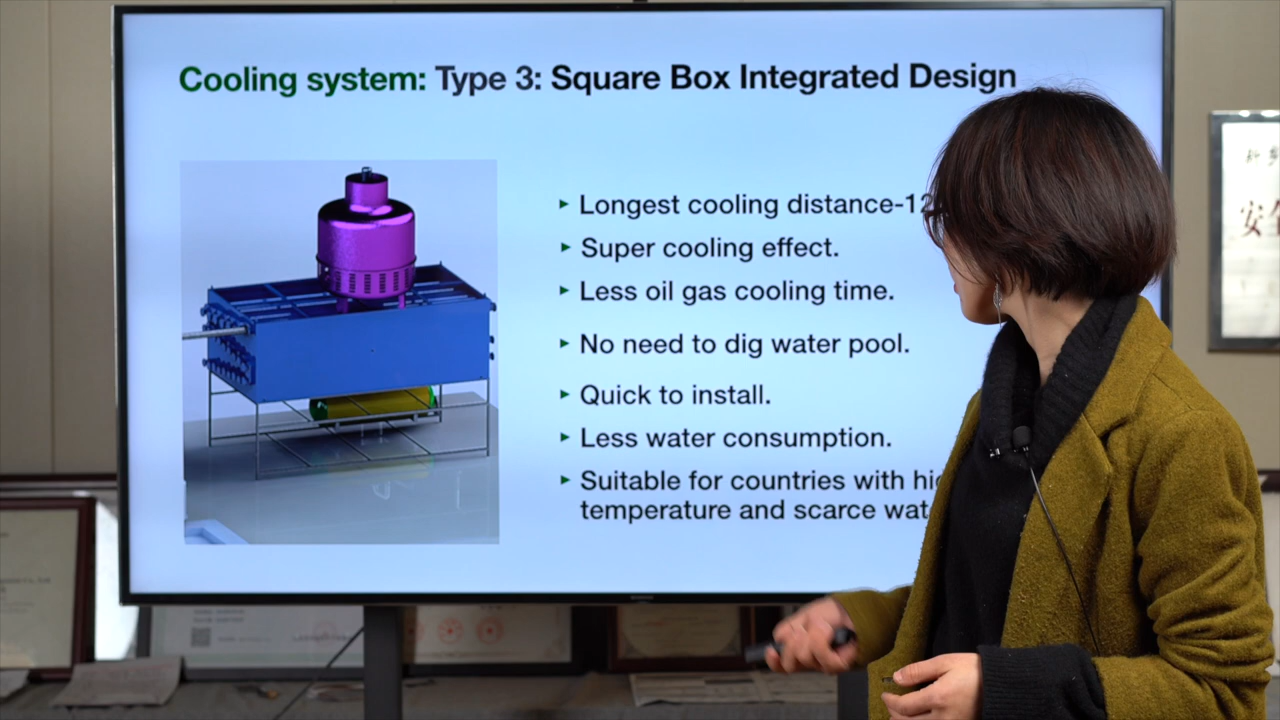 Cooling system: Type 3: Square Box Integrated Design
▸ Longest cooling distance-12
▸ Super cooling effect.
▸ Less oil gas cooling time.
▸ No need to dig water pool.
▸ Quick to install.
▸ Less water consumption.
▸ Suitable for countries with
temperature and scarce
安全